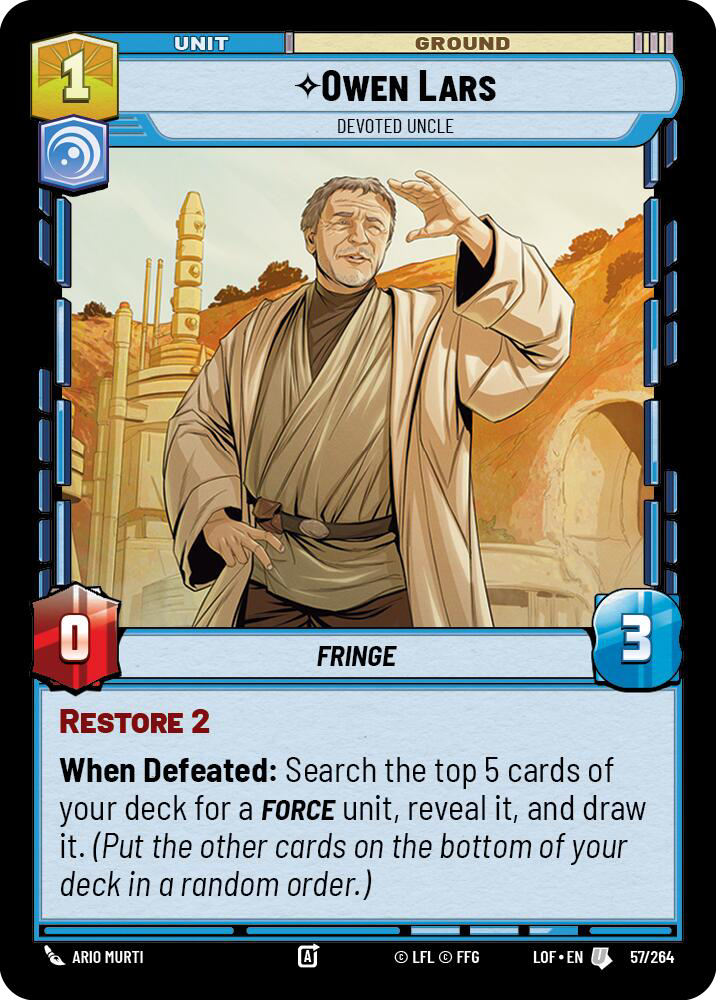 UNIT
GROUND
1
✧OWEN LARS
DEVOTED UNCLE
0
FRINGE
3
RESTORE 2
When Defeated: Search the top 5 cards of
your deck for a FORCE unit, reveal it, and draw
it. (Put the other cards on the bottom of your
deck in a random order.)
ARIO MURTI
A
© LFL © FFG
LOF • EN
U
57/264